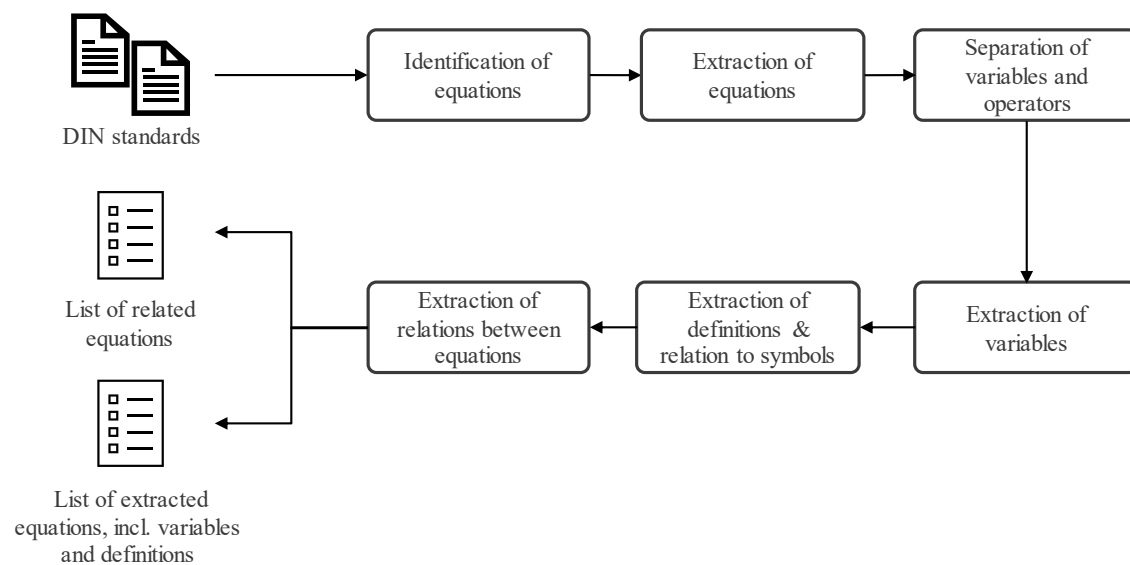 DIN standards
Identification of
equations
Extraction of
equations
Separation of
variables and
operators
Extraction of
variables
Extraction of
definitions &
relation to symbols
Extraction of
relations between
equations
List of related
equations
List of extracted
equations, incl. variables
and definitions